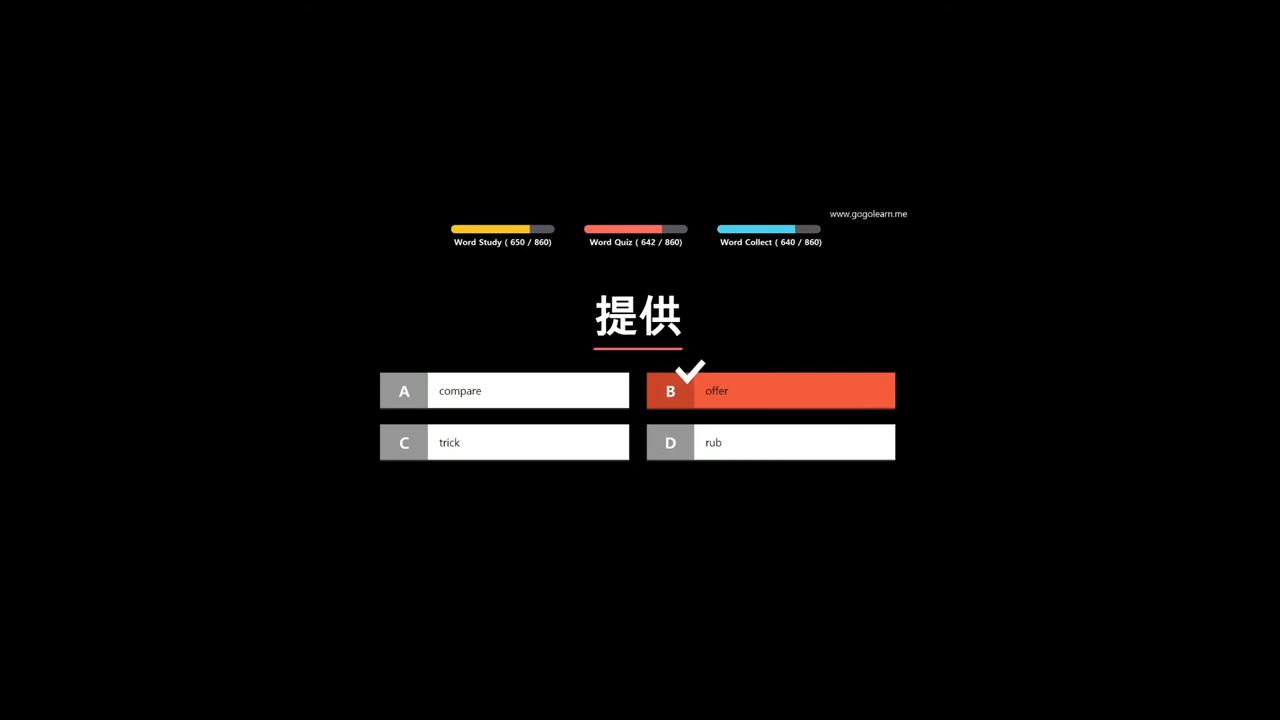 www.gogolearn.me
Word Study ( 650 / 860)
Word Quiz ( 642 / 860)
Word Collect ( 640 / 860)
提供
A compare
B offer
C trick
D rub